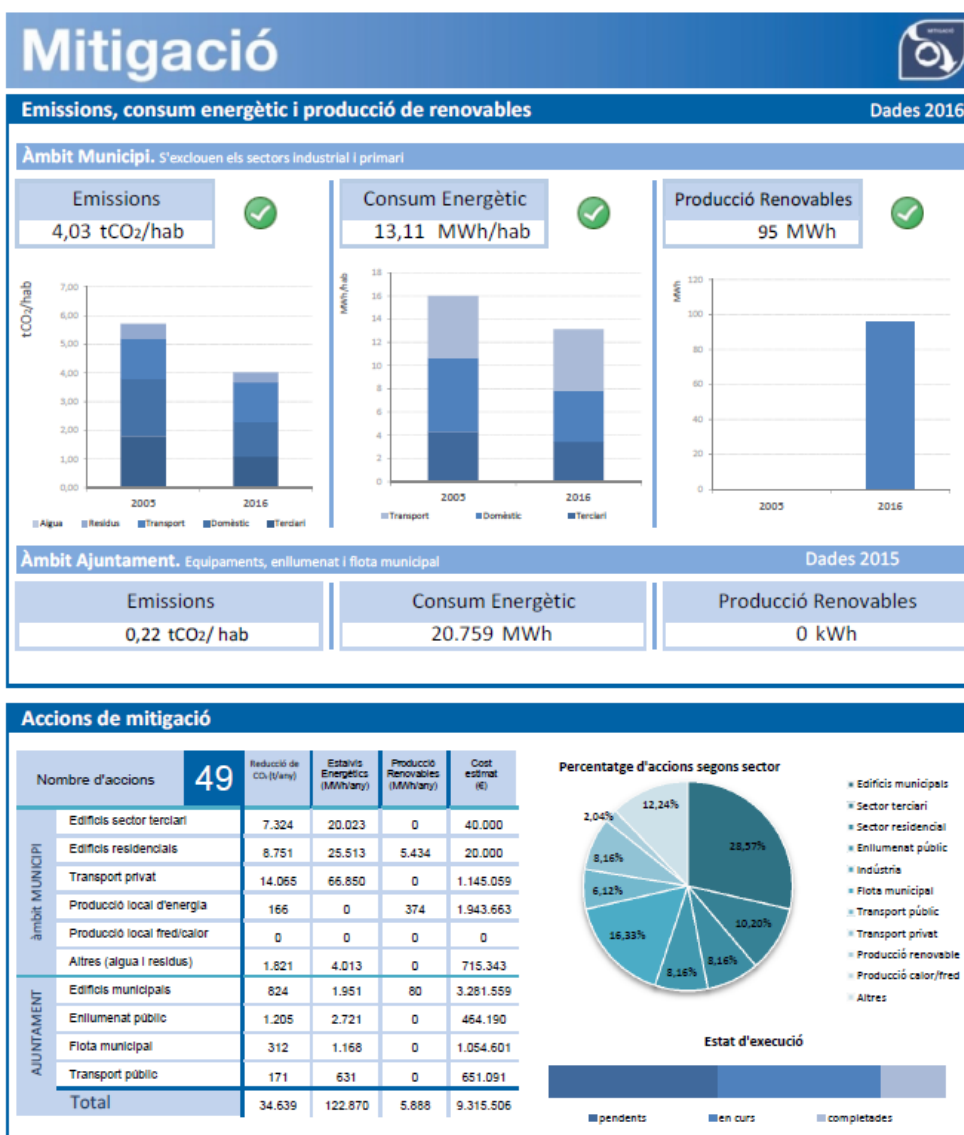 Mitigació
MITIGACIÓ
Emissions, consum energètic i producció de renovables Dades 2016
Àmbit Municipi. S'exclouen els sectors industrial i primari
Emissions
4,03 tCO2/hab
Consum Energètic
13,11 MWh/hab
Producció Renovables
95 MWh
tCO2/hab
7,00
6,00
5,00
4,00
3,00
2,00
1,00
0,00
2005 2016
Aigua Residus Transport Domèstic Terciari
MWh/hab
18
16
14
12
10
8
6
4
2
0
2005 2016
Transport Domèstic Terciari
MWh
120
100
80
60
40
20
0
2005 2016
Àmbit Ajuntament. Equipaments, enllumenat i flota municipal Dades 2015
Emissions
0,22 tCO2/ hab
Consum Energètic
20.759 MWh
Producció Renovables
0 kWh
Accions de mitigació
Nombre d'accions 49
Reducció de CO2 (t/any)
Estalvis Energètics (MWh/any)
Producció Renovables (MWh/any)
Cost estimat (€)
àmbit MUNICIPI
Edificis sector terciari 7.324 20.023 0 40.000
Edificis residencials 8.751 25.513 5.434 20.000
Transport privat 14.065 66.850 0 1.145.059
Producció local d'energia 166 0 374 1.943.663
Producció local fred/calor 0 0 0 0
Altres (aigua i residus) 1.821 4.013 0 715.343
AJUNTAMENT
Edificis municipals 824 1.951 80 3.281.559
Enllumenat públic 1.205 2.721 0 464.190
Flota municipal 312 1.168 0 1.054.601
Transport públic 171 631 0 651.091
Total 34.639 122.870 5.888 9.315.506
Percentatge d'accions segons sector
28,57%
10,20%
8,16%
8,16%
16,33%
6,12%
8,16%
2,04%
12,24%
Edificis municipals
Sector terciari
Sector residencial
Enllumenat públic
Indústria
Flota municipal
Transport públic
Transport privat
Producció renovable
Producció calor/fred
Altres
Estat d'execució
pendents en curs completades